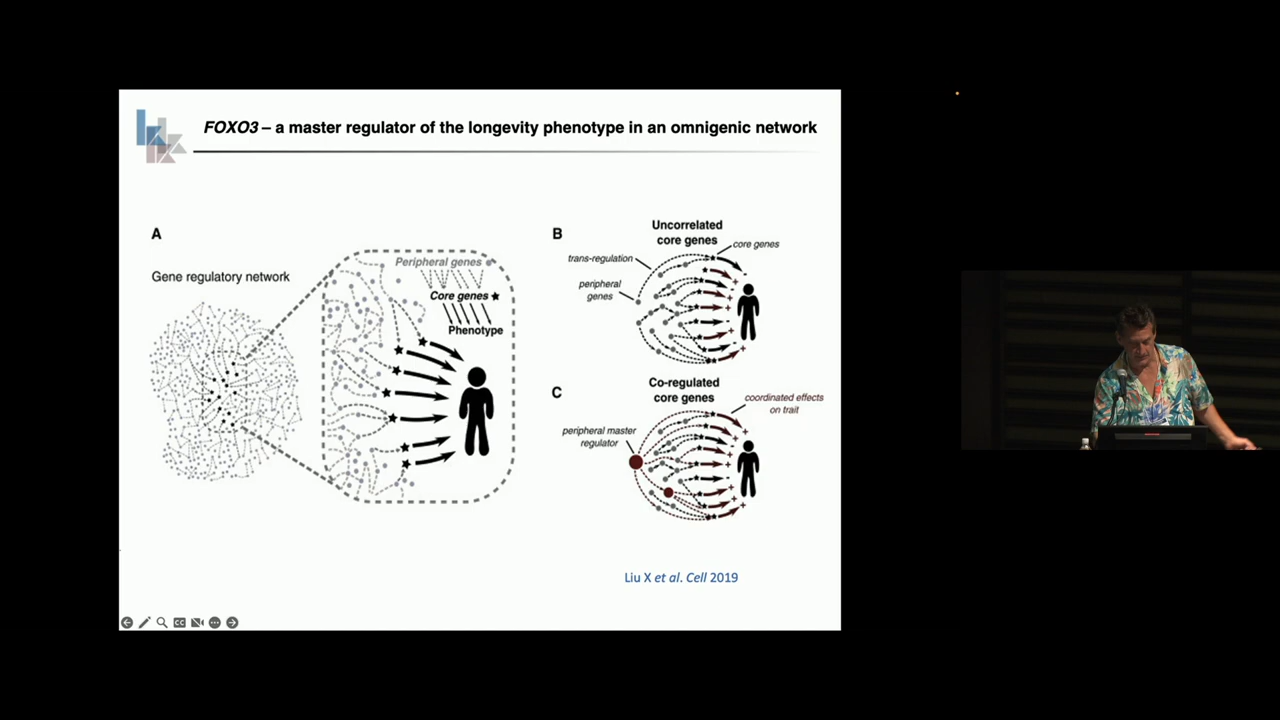 FOXO3 – a master regulator of the longevity phenotype in an omnigenic network
A
Gene regulatory network
Peripheral genes
Core genes
Phenotype
B
Uncorrelated
core genes
core genes
trans-regulation
peripheral
genes
C
Co-regulated
core genes
coordinated effects
on trait
peripheral master
regulator
Liu X et al. Cell 2019
CC